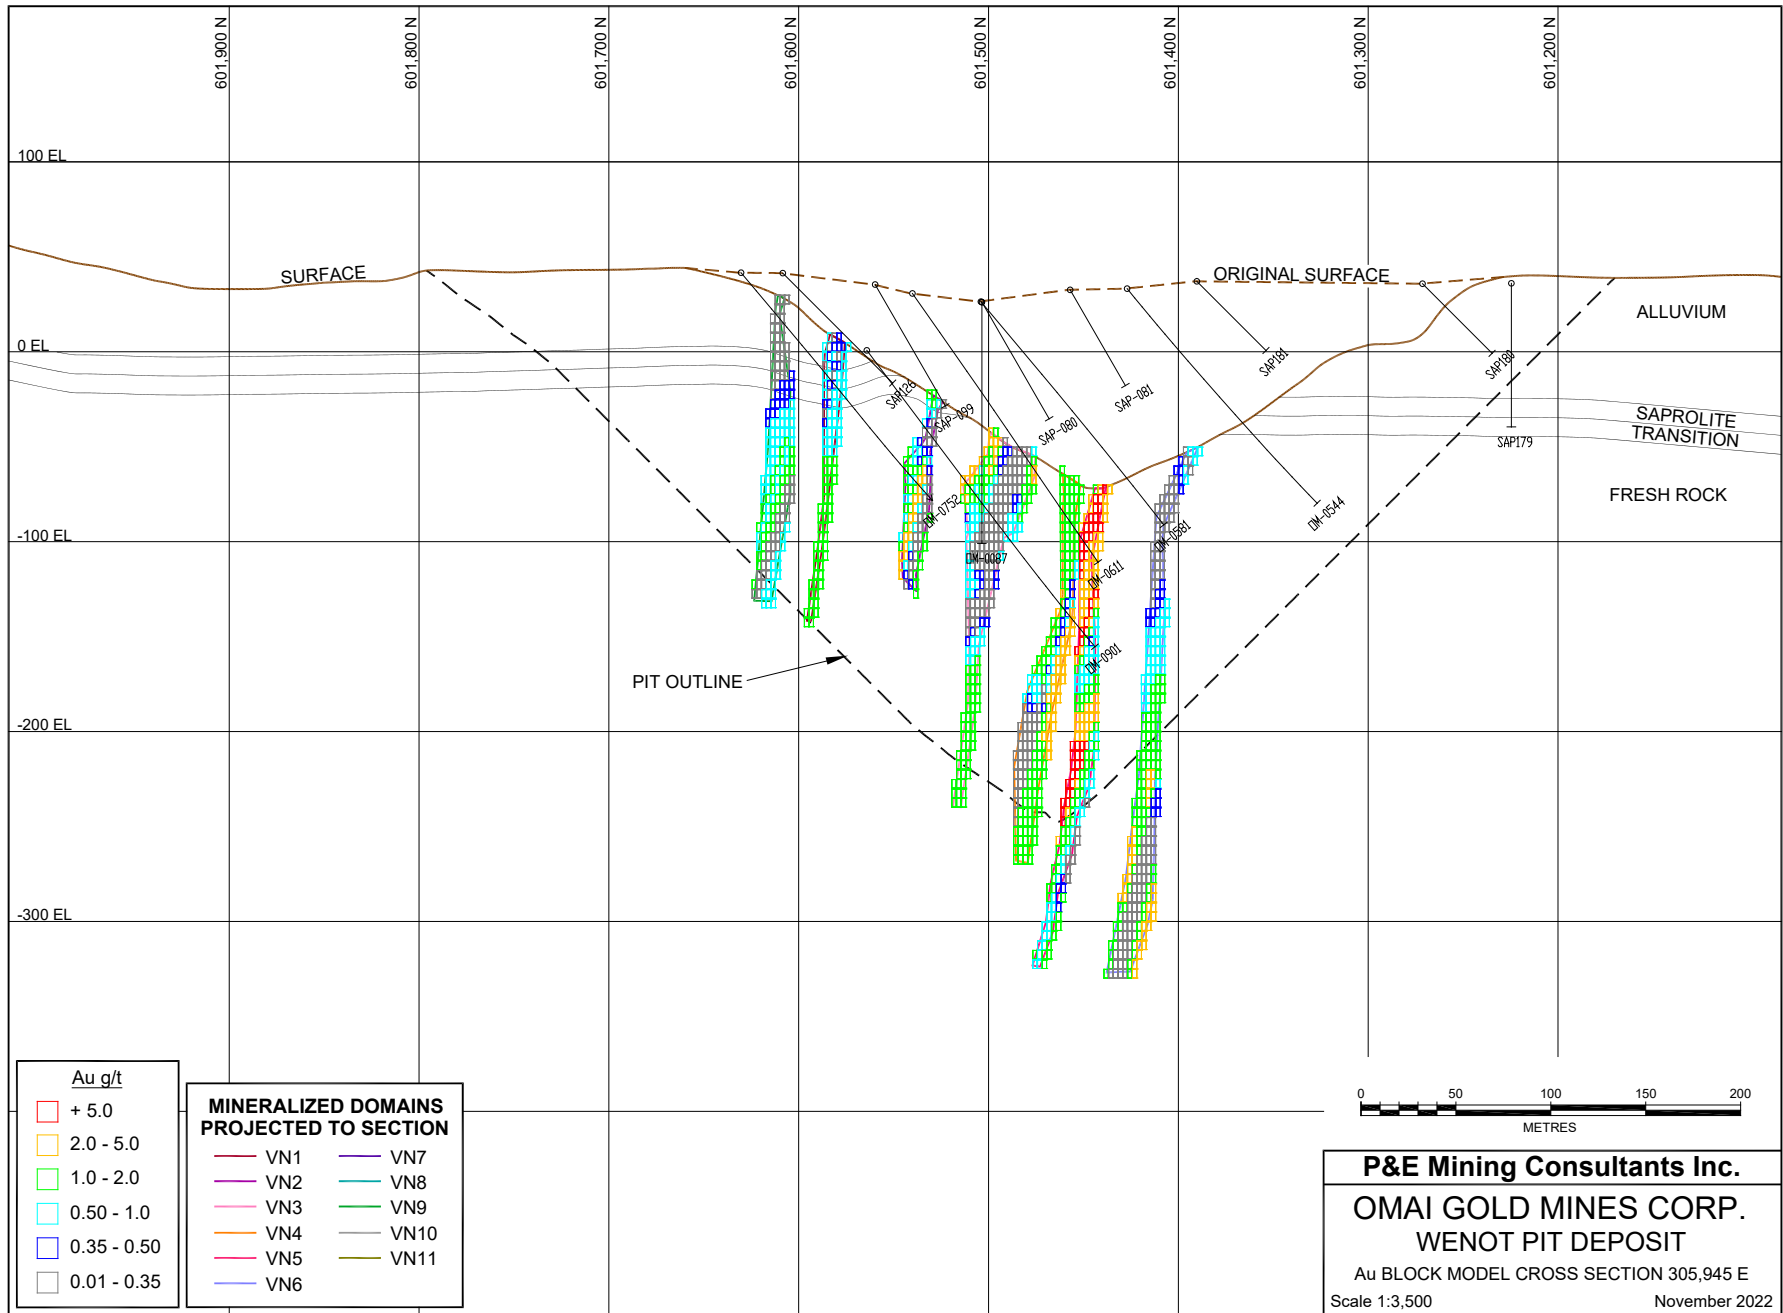 601,900 N
601,800 N
601,700 N
601,600 N
601,500 N
601,400 N
601,300 N
601,200 N
100 EL
SURFACE
ORIGINAL SURFACE
ALLUVIUM
0 EL
SAP181
SAP180
SAP126
SAP-081
SAP-099
SAP-080
SAP179
SAPROLITE
TRANSITION
FRESH ROCK
OM-0752
OM-0544
OM-0581
-100 EL
OM-0087
OM-0611
OM-0901
PIT OUTLINE
-200 EL
-300 EL
Au g/t
+ 5.0
2.0 - 5.0
1.0 - 2.0
0.50 - 1.0
0.35 - 0.50
0.01 - 0.35
MINERALIZED DOMAINS
PROJECTED TO SECTION
VN1
VN2
VN3
VN4
VN5
VN6
VN7
VN8
VN9
VN10
VN11
0 50 100 150 200
METRES
P&E Mining Consultants Inc.
OMAI GOLD MINES CORP.
WENOT PIT DEPOSIT
Au BLOCK MODEL CROSS SECTION 305,945 E
Scale 1:3,500 November 2022